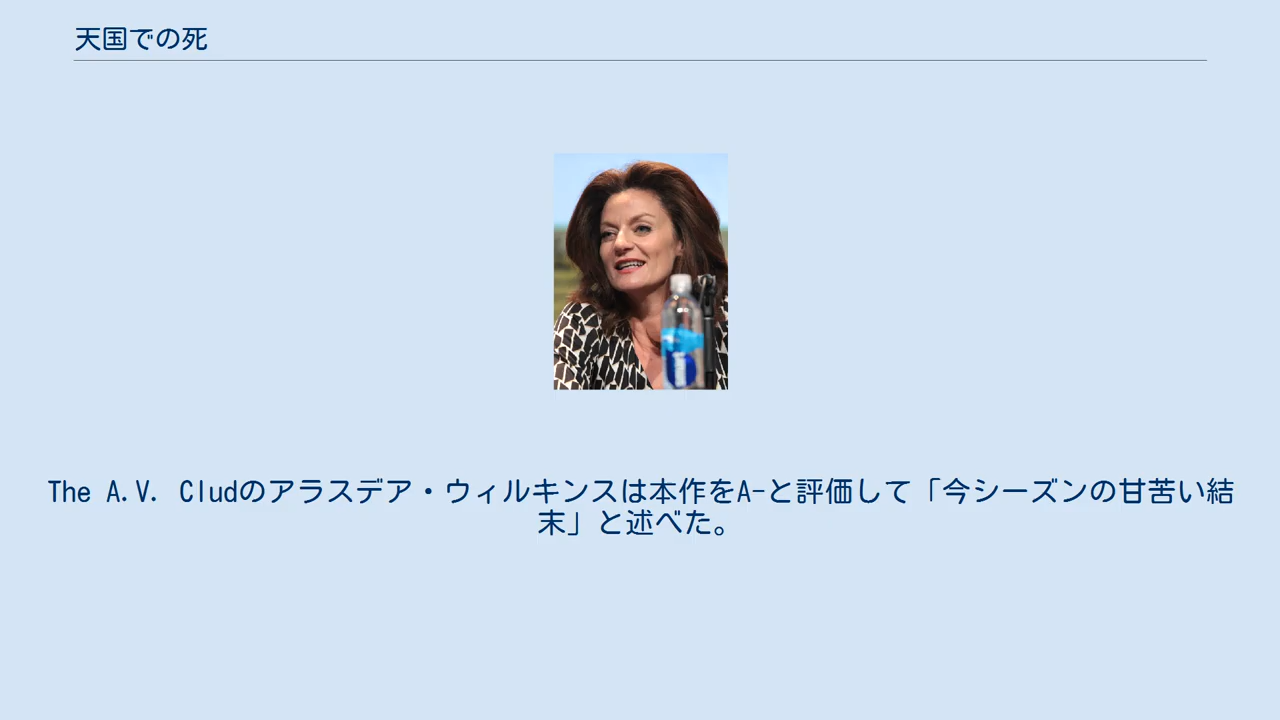 天国での死
The A.V. Cludのアラスデア・ウィルキンスは本作をA-と評価して「今シーズンの甘苦い結
末」と述べた。